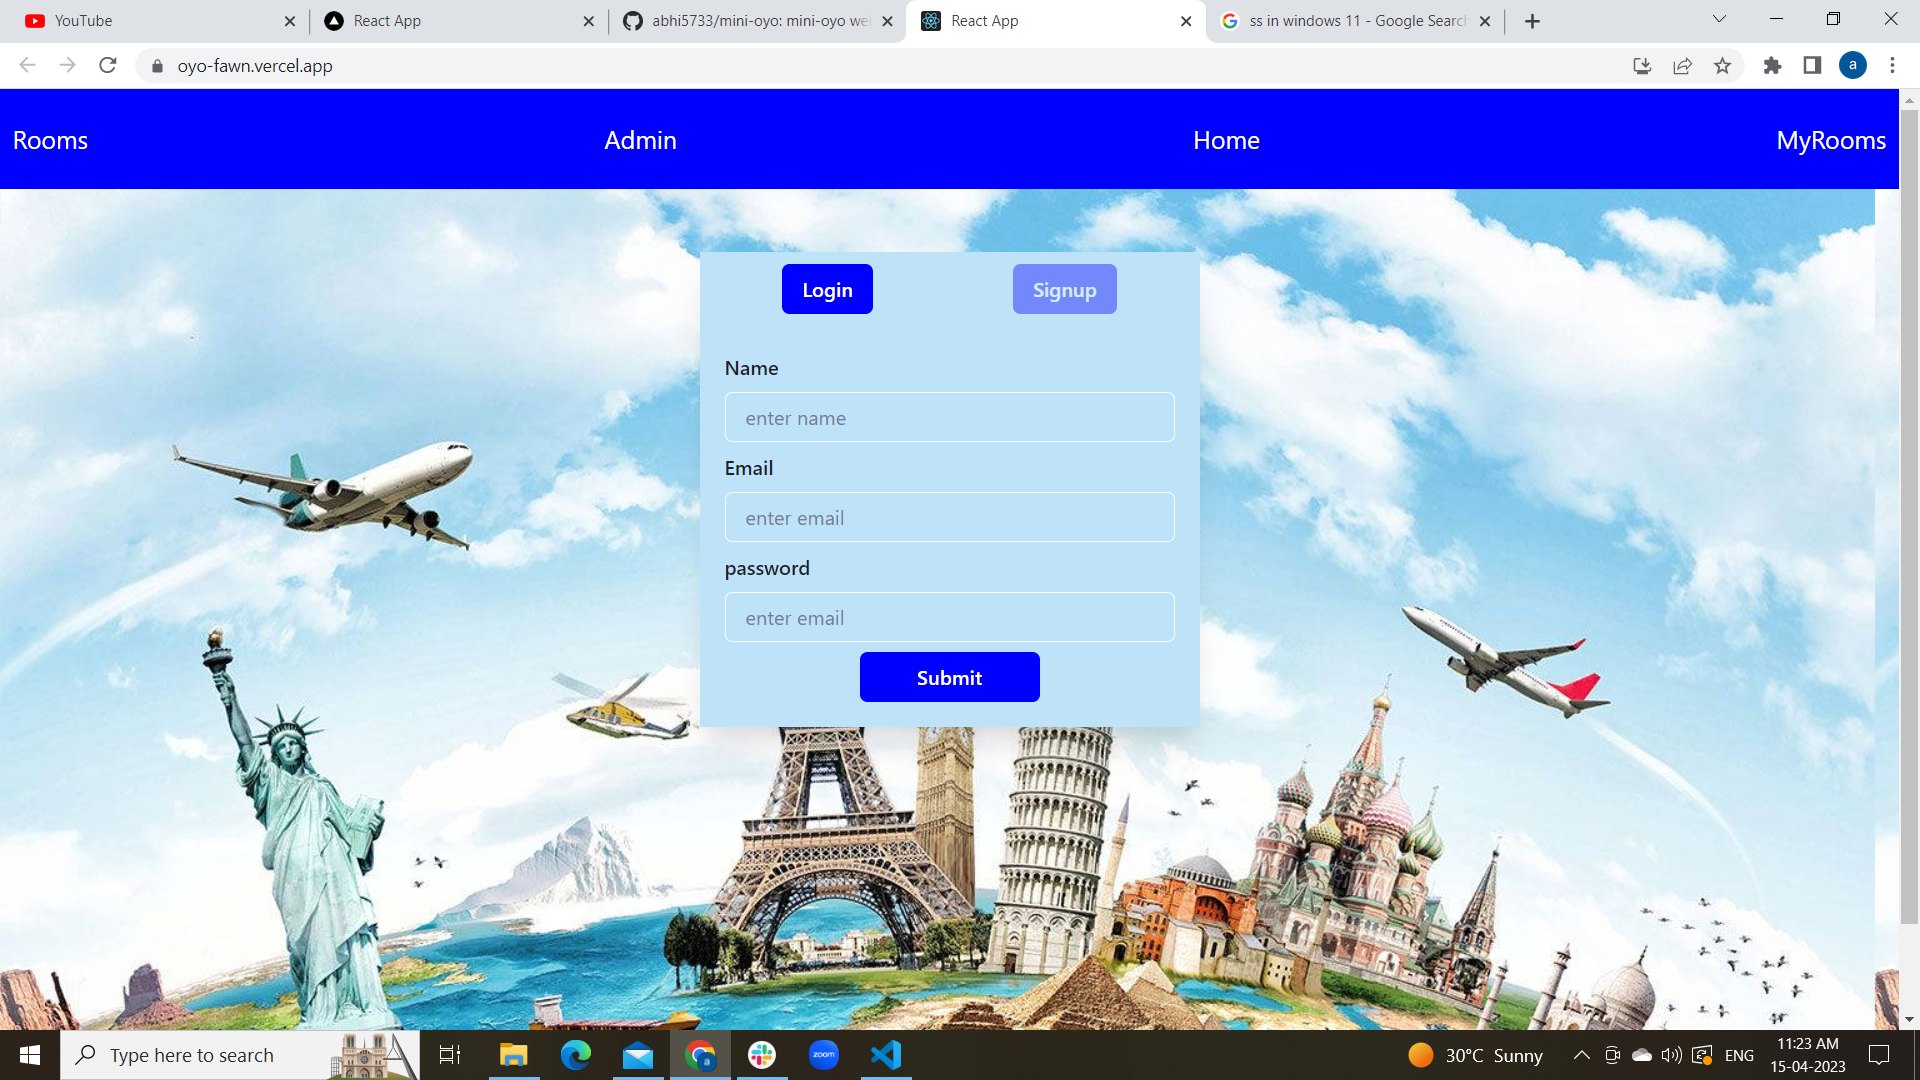 YouTube
React App
abhi5733/mini-oyo: mini-oyo we
React App
ss in windows 11 - Google Search
oyo-fawn.vercel.app
a
Rooms Admin Home MyRooms
Login Signup
Name
enter name
Email
enter email
password
enter email
Submit
Type here to search
a
zoom
30°C Sunny
ENG
11:23 AM
15-04-2023